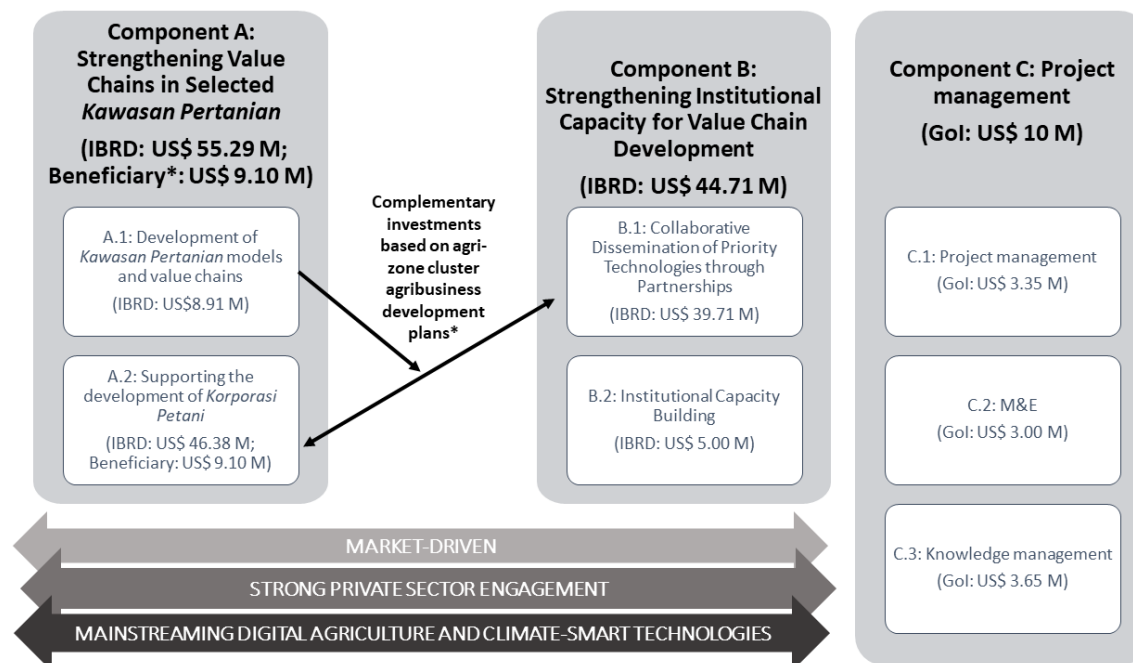 Component A:
Strengthening Value
Chains in Selected
Kawasan Pertanian
(IBRD: US$ 55.29 M;
Beneficiary*: US$ 9.10 M)
A.1: Development of
Kawasan Pertanian models
and value chains
(IBRD: US$8.91 M)
A.2: Supporting the
development of Korporasi
Petani
(IBRD: US$ 46.38 M;
Beneficiary: US$ 9.10 M)
Complementary
investments
based on agri-
zone cluster
agribusiness
development
plans*
Component B:
Strengthening Institutional
Capacity for Value Chain
Development
(IBRD: US$ 44.71 M)
B.1: Collaborative
Dissemination of Priority
Technologies through
Partnerships
(IBRD: US$ 39.71 M)
B.2: Institutional Capacity
Building
(IBRD: US$ 5.00 M)
Component C: Project
management
(GoI: US$ 10 M)
C.1: Project management
(GoI: US$ 3.35 M)
C.2: M&E
(GoI: US$ 3.00 M)
C.3: Knowledge management
(GoI: US$ 3.65 M)
MARKET-DRIVEN
STRONG PRIVATE SECTOR ENGAGEMENT
MAINSTREAMING DIGITAL AGRICULTURE AND CLIMATE-SMART TECHNOLOGIES